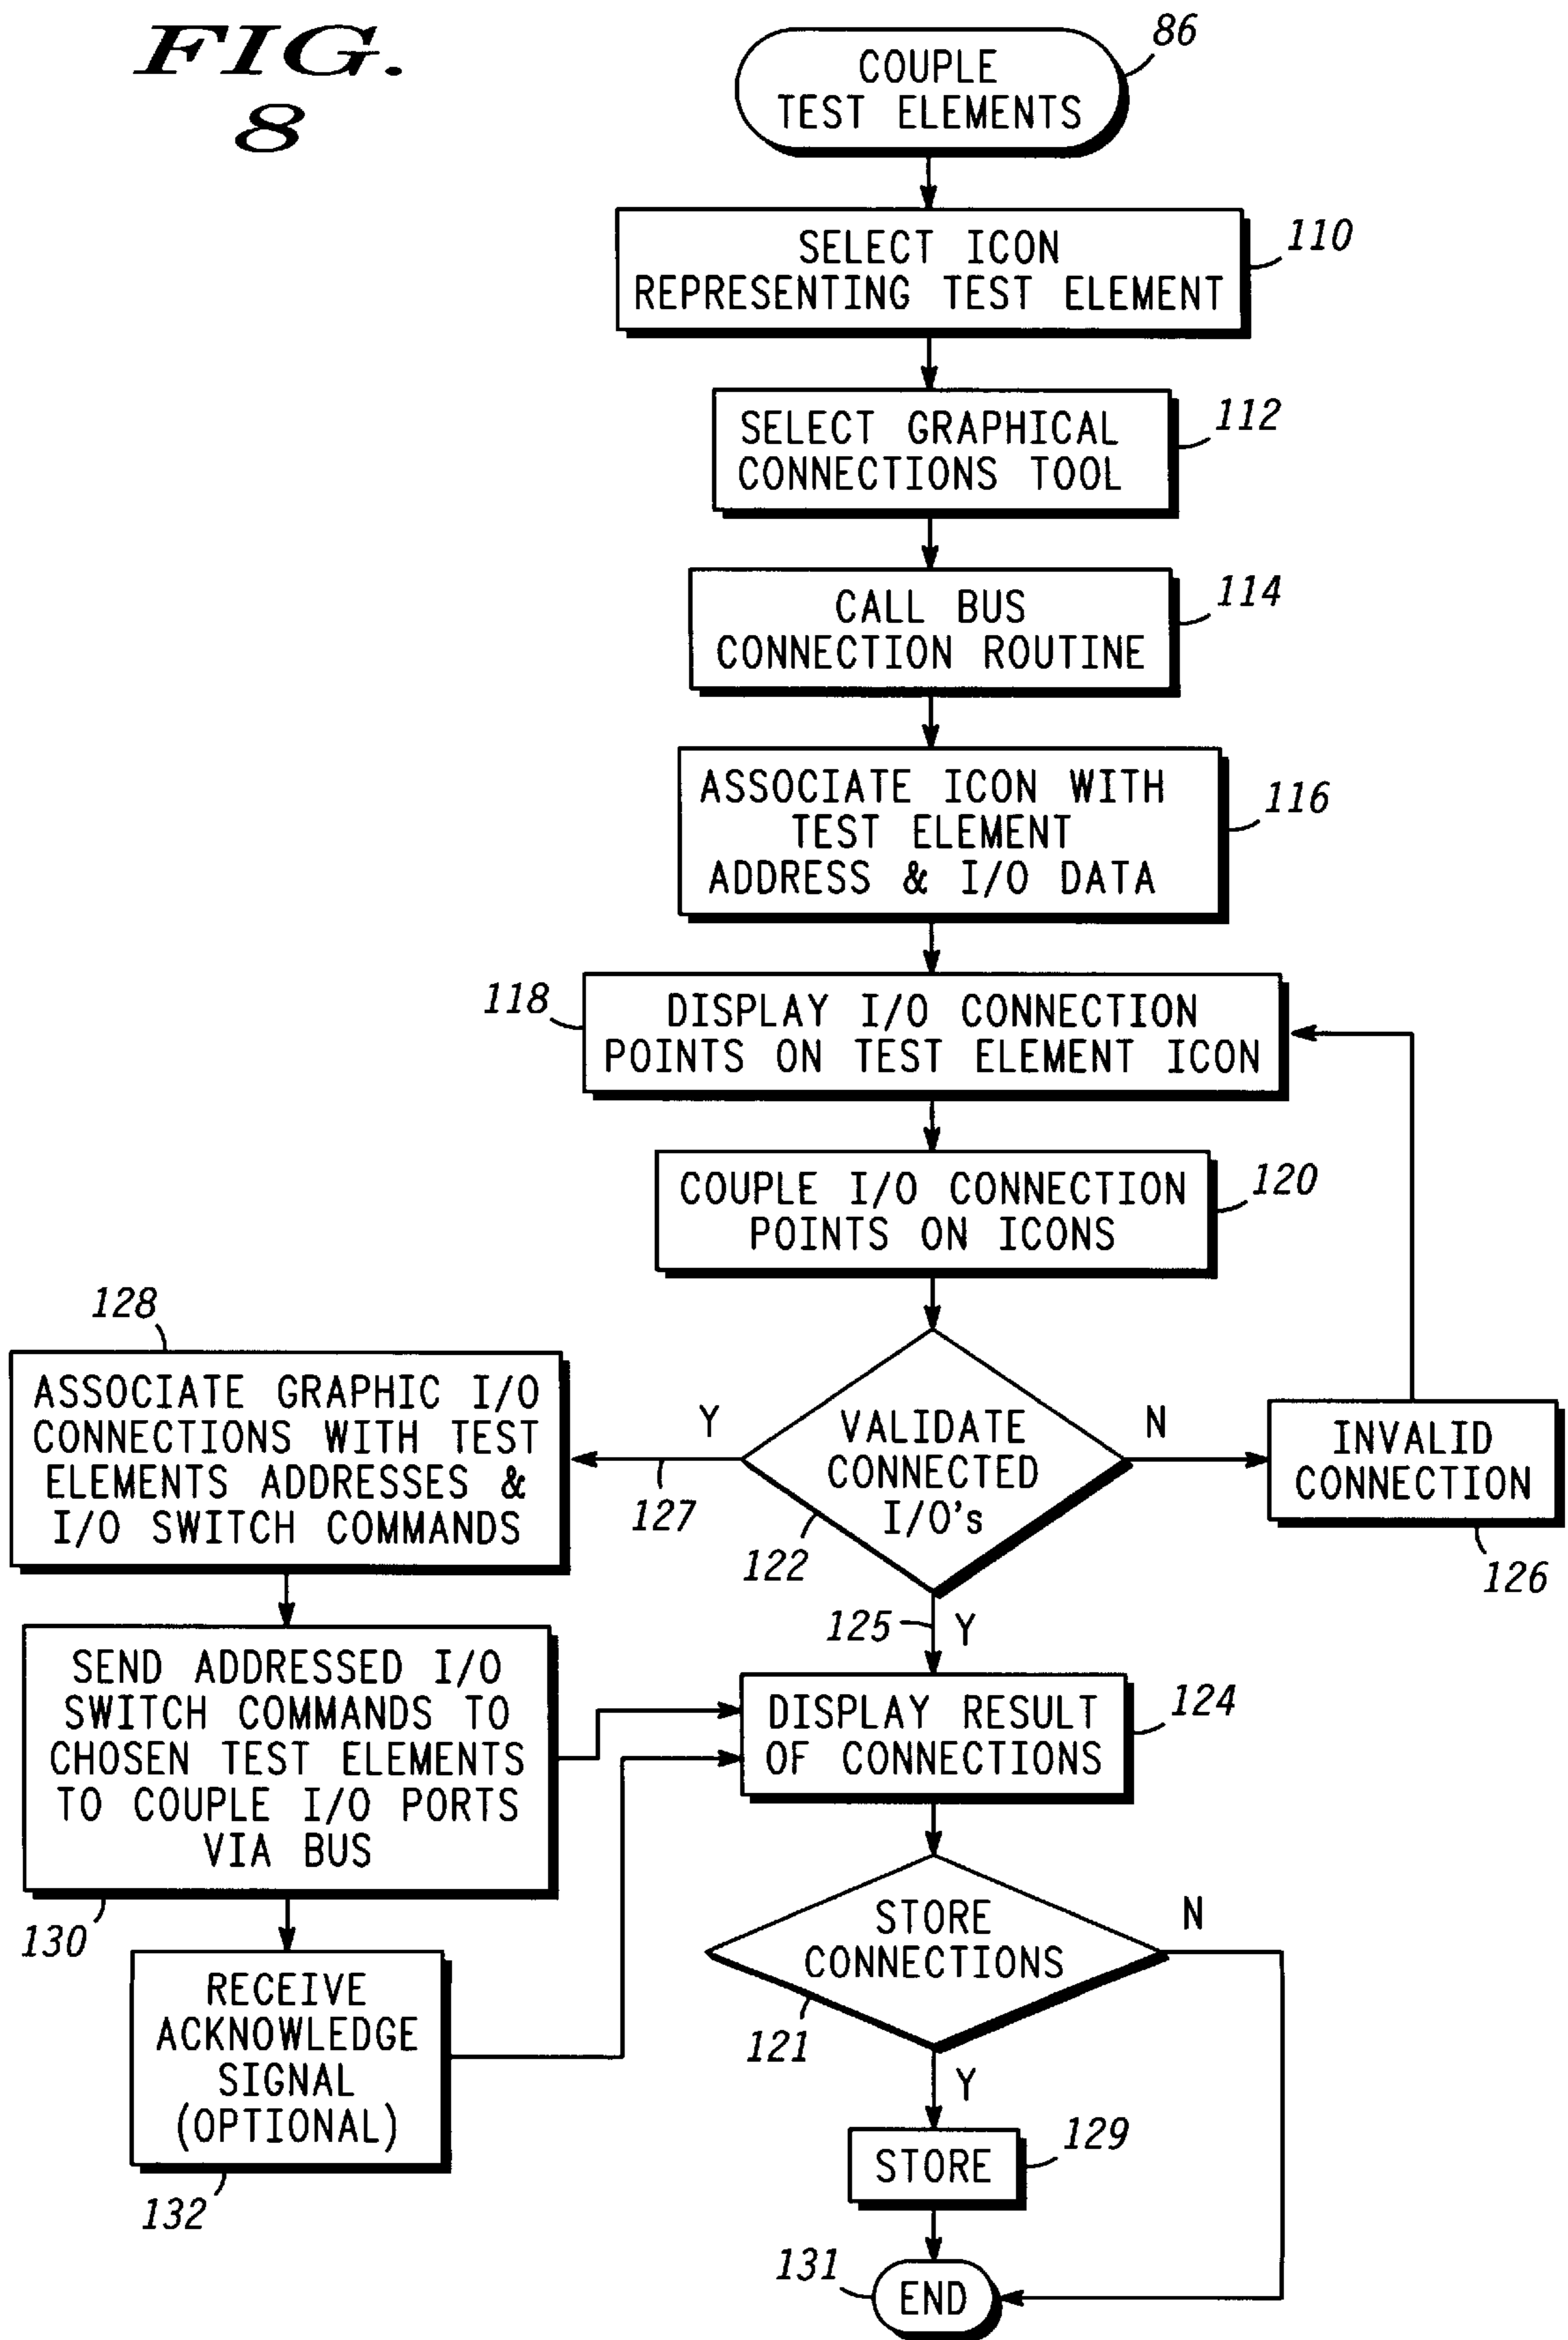 FIG.
8
COUPLE
TEST ELEMENTS
86
SELECT ICON
REPRESENTING TEST ELEMENT
110
SELECT GRAPHICAL
CONNECTIONS TOOL
112
CALL BUS
CONNECTION ROUTINE
114
ASSOCIATE ICON WITH
TEST ELEMENT
ADDRESS & I/O DATA
116
118
DISPLAY I/O CONNECTION
POINTS ON TEST ELEMENT ICON
COUPLE I/O CONNECTION
POINTS ON ICONS
120
VALIDATE
CONNECTED
I/O's
122
Y
127
N
INVALID
CONNECTION
126
128
ASSOCIATE GRAPHIC I/O
CONNECTIONS WITH TEST
ELEMENTS ADDRESSES &
I/O SWITCH COMMANDS
125
Y
SEND ADDRESSED I/O
SWITCH COMMANDS TO
CHOSEN TEST ELEMENTS
TO COUPLE I/O PORTS
VIA BUS
130
DISPLAY RESULT
OF CONNECTIONS
124
RECEIVE
ACKNOWLEDGE
SIGNAL
(OPTIONAL)
132
STORE
CONNECTIONS
121
N
Y
STORE
129
131
END